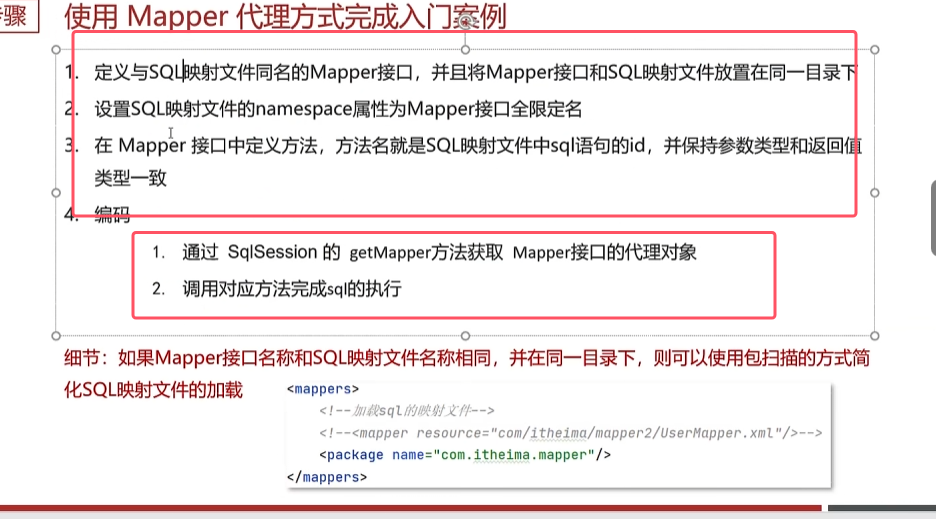 骤
使用 Mapper 代理方式完成入门案例
1. 定义与SQL映射文件同名的Mapper接口，并且将Mapper接口和SQL映射文件放置在同一目录下
2. 设置SQL映射文件的namespace属性为Mapper接口全限定名
3. 在 Mapper 接口中定义方法，方法名就是SQL映射文件中sql语句的id，并保持参数类型和返回值
类型一致
4. 编码
1. 通过 SqlSession 的 getMapper方法获取 Mapper接口的代理对象
2. 调用对应方法完成sql的执行
细节：如果Mapper接口名称和SQL映射文件名称相同，并在同一目录下，则可以使用包扫描的方式简
化SQL映射文件的加载
<mappers>
<!--加载sql的映射文件-->
<!--<mapper resource="com/itheima/mapper2/UserMapper.xml"/>-->
<package name="com.itheima.mapper"/>
</mappers>